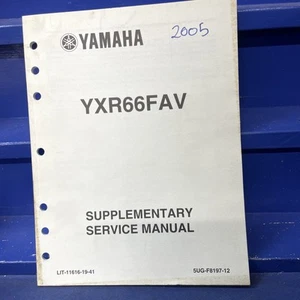 YAMAHA
2005
YXR66FAV
SUPPLEMENTARY
SERVICE MANUAL
LIT-11616-19-41
5UG-F8197-12